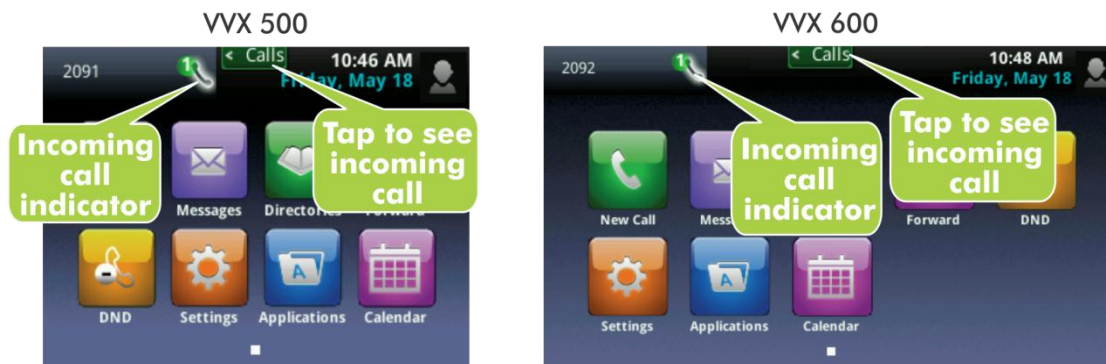 VVX 500
VVX 600
2091
1
< Calls
10:46 AM
Friday, May 18
Incoming
call
indicator
Tap to see
incoming
call
Messages
Directories
Forward
DND
Settings
Applications
Calendar
2092
1
< Calls
10:48 AM
Friday, May 18
Incoming
call
indicator
Tap to see
incoming
call
New Call
Mess
Forward
DND
Settings
A
Applications
Calendar